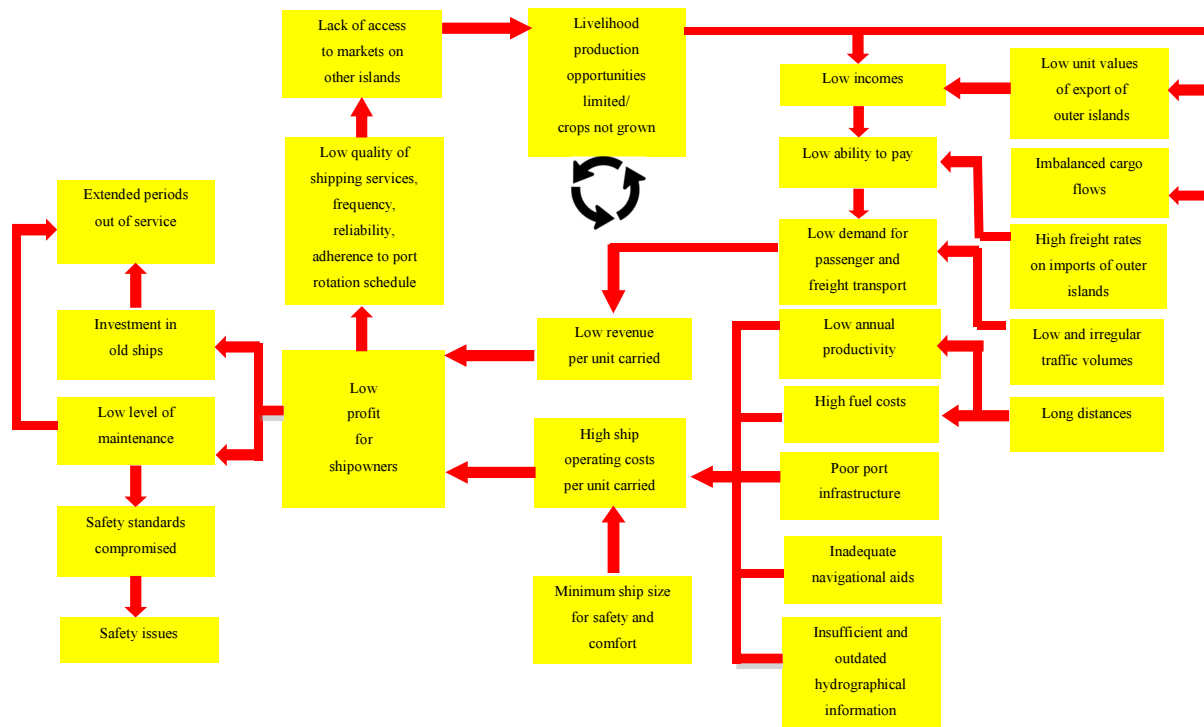 Lack of access
to markets on
other islands
Livelihood
production
opportunities
limited/
crops not grown
Low incomes
Low unit values
of export of
outer islands
Low quality of
shipping services,
frequency,
reliability,
adherence to port
rotation schedule
Low ability to pay
Imbalanced cargo
flows
Extended periods
out of service
Low demand for
passenger and
freight transport
High freight rates
on imports of outer
islands
Investment in
old ships
Low revenue
per unit carried
Low annual
productivity
Low and irregular
traffic volumes
Low level of
maintenance
Low
profit
for
shipowners
High ship
operating costs
per unit carried
High fuel costs
Long distances
Poor port
infrastructure
Safety standards
compromised
Inadequate
navigational aids
Safety issues
Minimum ship size
for safety and
comfort
Insufficient and
outdated
hydrographical
information